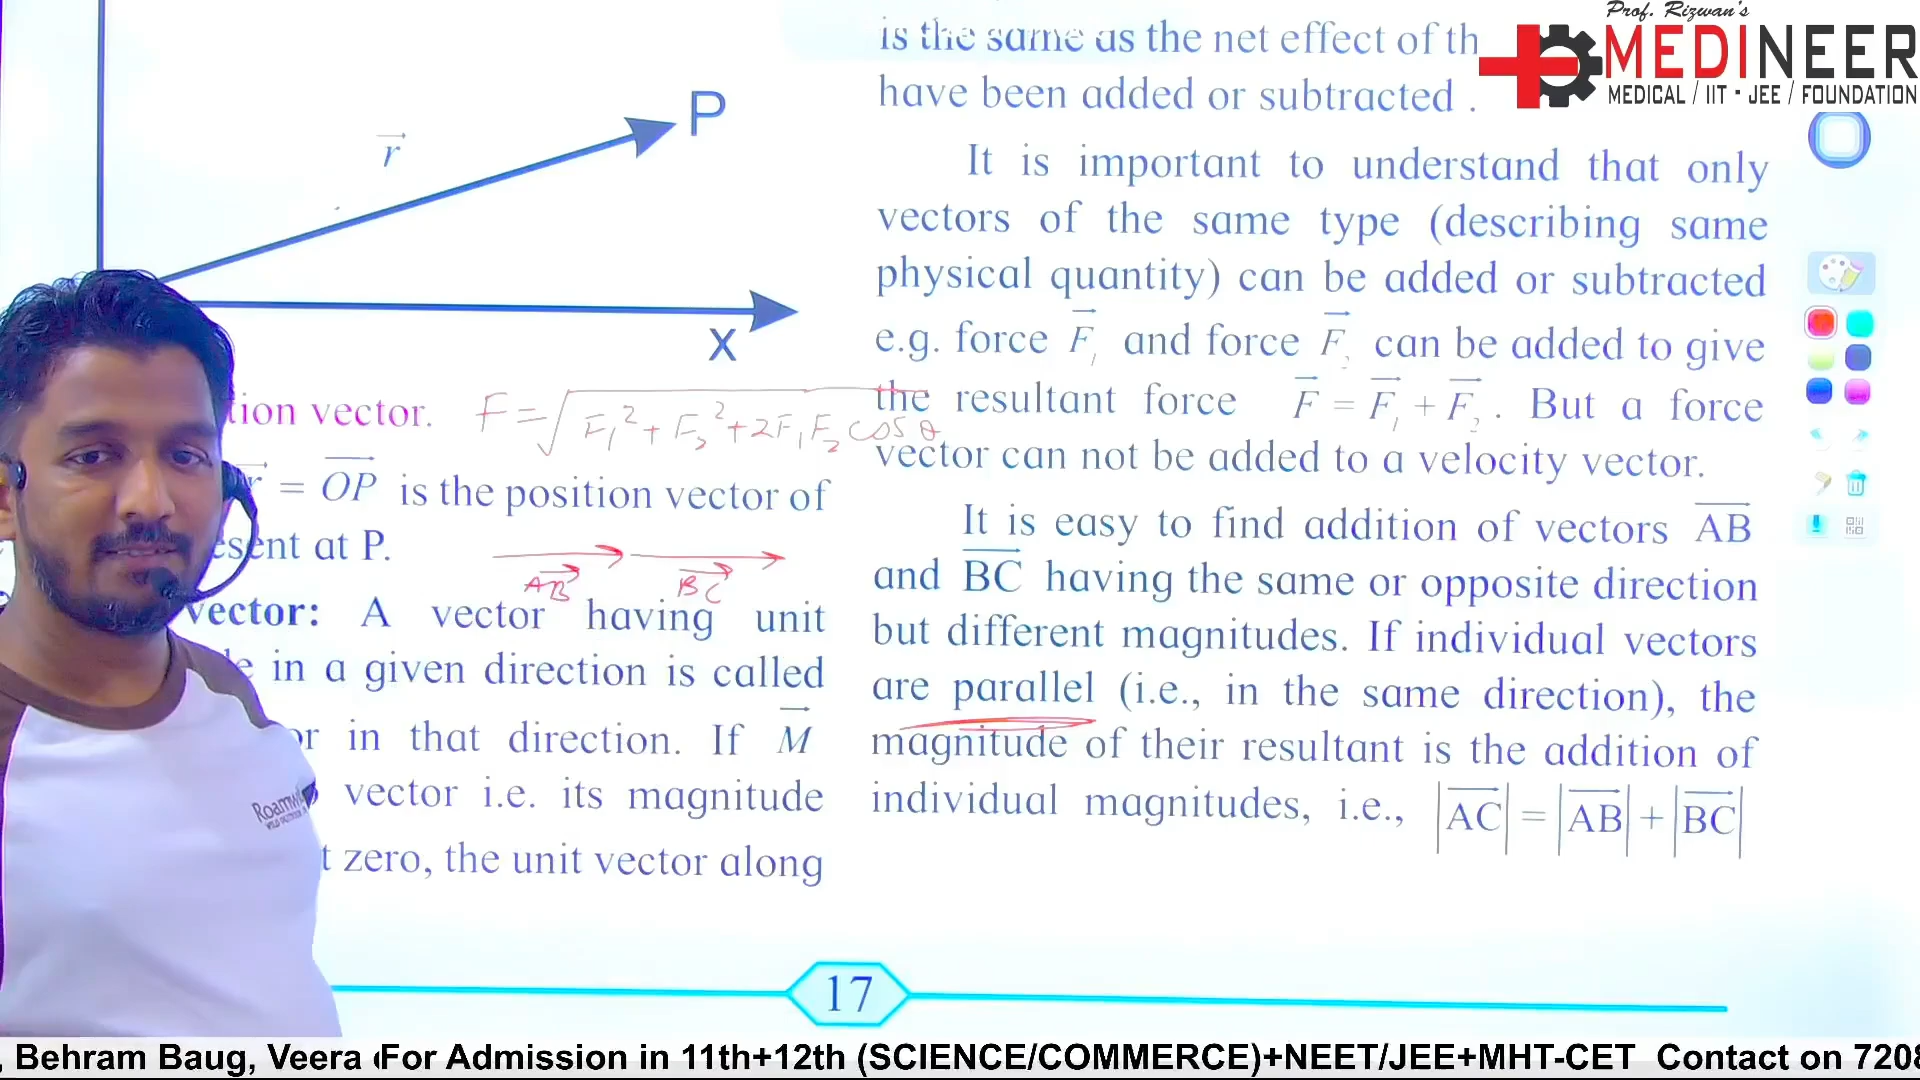 Prof. Rizwan's
MEDINEER
MEDICAL / IIT - JEE / FOUNDATION
P
r
X
tion vector.
F = √F₁² + F₂² + 2F₁F₂ cos θ
r⃗ = O⃗P⃗ is the position vector of
esent at P.
AB BC
vector: A vector having unit
e in a given direction is called
or in that direction. If M⃗
vector i.e. its magnitude
t zero, the unit vector along
is the same as the net effect of th
have been added or subtracted .
It is important to understand that only
vectors of the same type (describing same
physical quantity) can be added or subtracted
e.g. force F⃗₁ and force F⃗₂ can be added to give
the resultant force F⃗ = F⃗₁ + F⃗₂ . But a force
vector can not be added to a velocity vector.
It is easy to find addition of vectors AB
and BC having the same or opposite direction
but different magnitudes. If individual vectors
are parallel (i.e., in the same direction), the
magnitude of their resultant is the addition of
individual magnitudes, i.e., |AC| = |AB| + |BC|
17
Roamw
, Behram Baug, Veera
For Admission in 11th+12th (SCIENCE/COMMERCE)+NEET/JEE+MHT-CET Contact on 7208